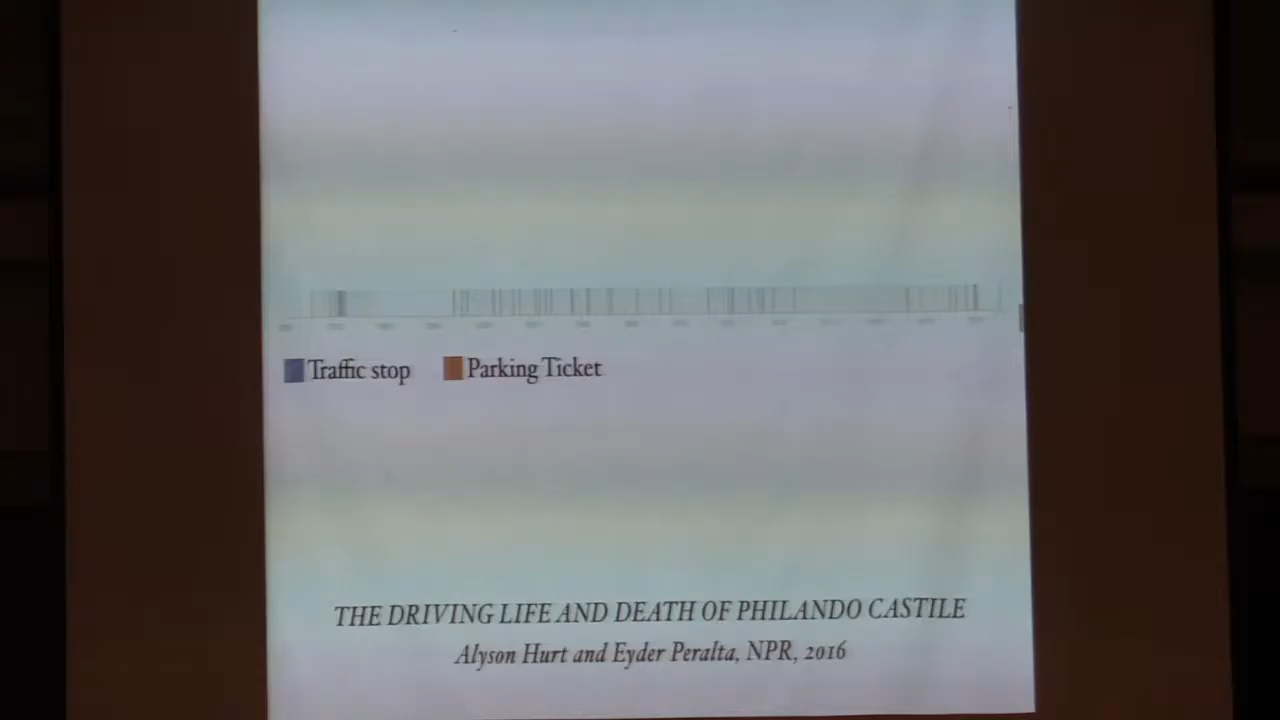 Traffic stop Parking Ticket
THE DRIVING LIFE AND DEATH OF PHILANDO CASTILE
Alyson Hurt and Eyder Peralta, NPR, 2016